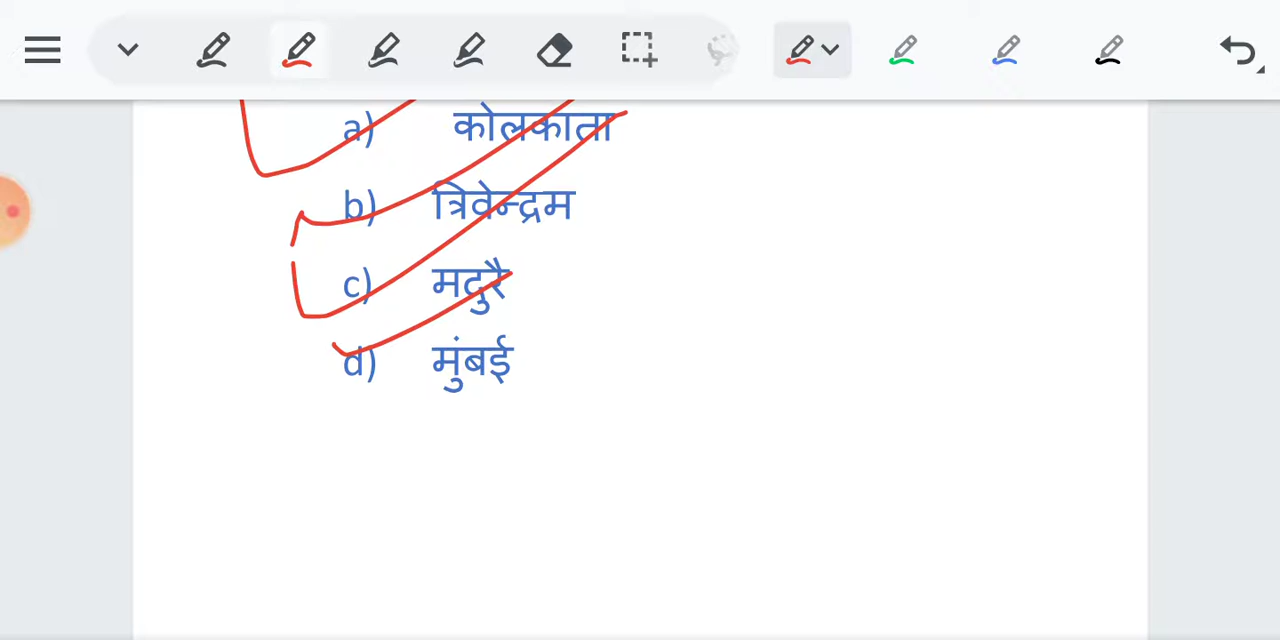 a) कोलकाता
b) त्रिवेन्द्रम
c) मदुरै
d) मुंबई